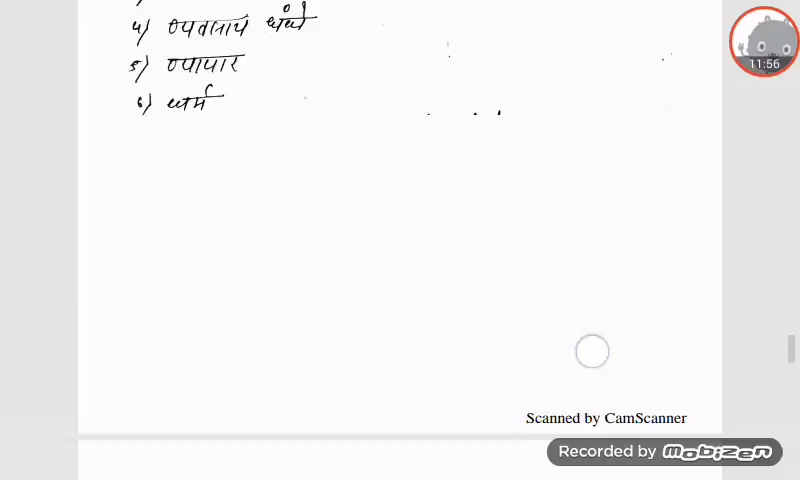 4) व्यवसाय धंधे
5) व्यापार
6) धर्म
11:56
Scanned by CamScanner
Recorded by mobizen